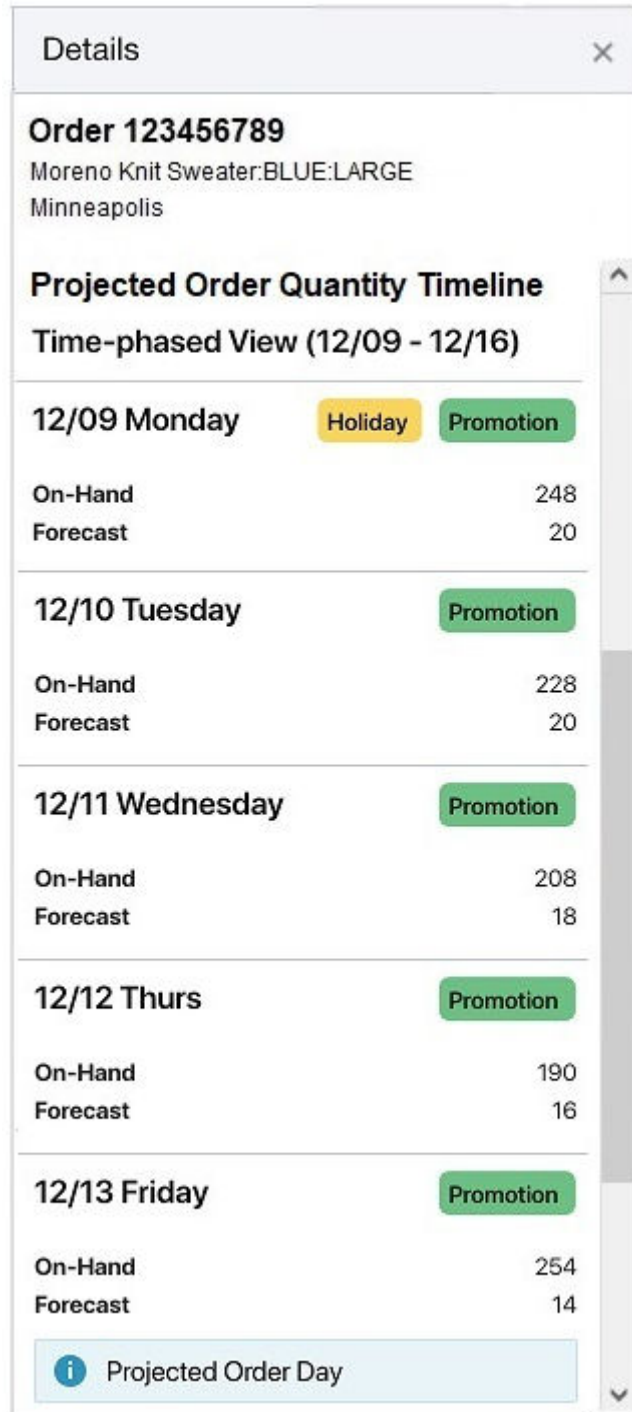 Details
Order 123456789
Moreno Knit Sweater:BLUE:LARGE
Minneapolis
Projected Order Quantity Timeline
Time-phased View (12/09 - 12/16)
12/09 Monday Holiday Promotion
On-Hand 248
Forecast 20
12/10 Tuesday Promotion
On-Hand 228
Forecast 20
12/11 Wednesday Promotion
On-Hand 208
Forecast 18
12/12 Thurs Promotion
On-Hand 190
Forecast 16
12/13 Friday Promotion
On-Hand 254
Forecast 14
Projected Order Day